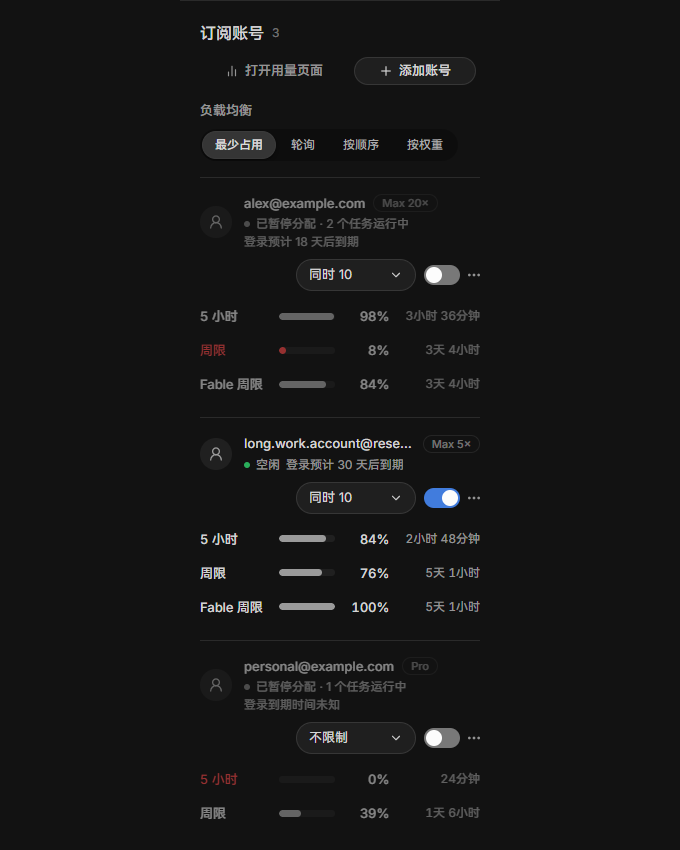 订阅账号 3
打开用量页面 添加账号
负载均衡
最少占用 轮询 按顺序 按权重
alex@example.com Max 20×
已暂停分配 · 2 个任务运行中
登录预计 18 天后到期
同时 10
5 小时 98% 3小时 36分钟
周限 8% 3天 4小时
Fable 周限 84% 3天 4小时
long.work.account@rese... Max 5×
空闲 登录预计 30 天后到期
同时 10
5 小时 84% 2小时 48分钟
周限 76% 5天 1小时
Fable 周限 100% 5天 1小时
personal@example.com Pro
已暂停分配 · 1 个任务运行中
登录到期时间未知
不限制
5 小时 0% 24分钟
周限 39% 1天 6小时